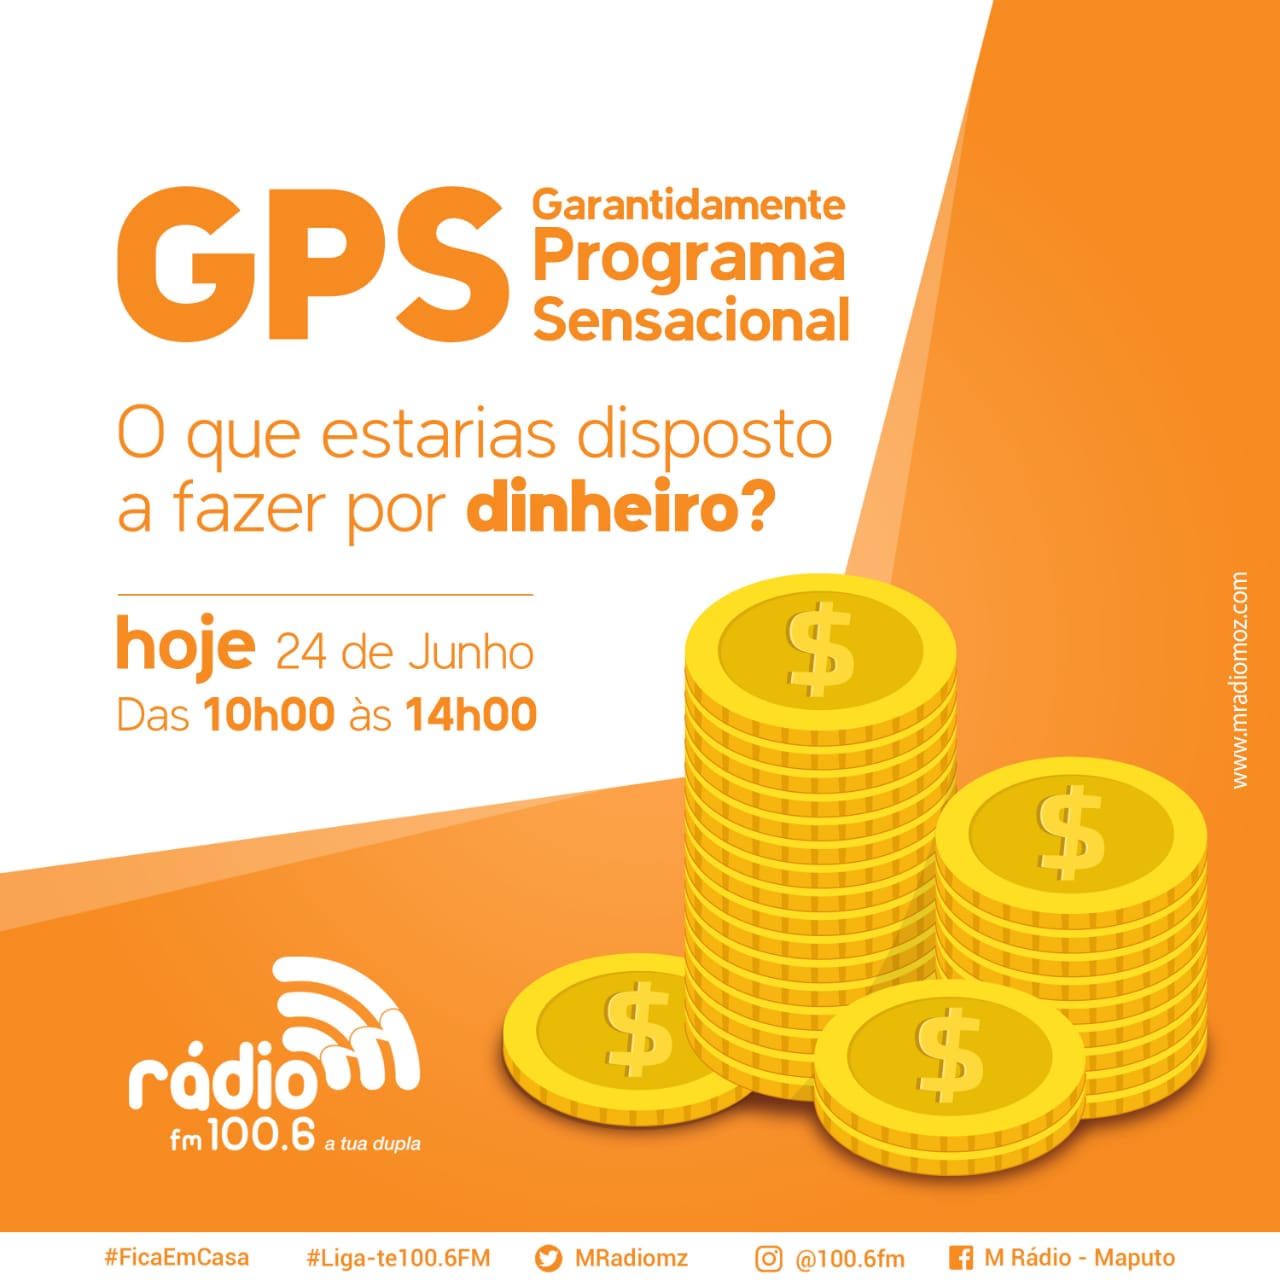 GPS
Garantidamente
Programa
Sensacional
O que estarias disposto
a fazer por dinheiro?
hoje 24 de Junho
Das 10h00 às 14h00
www.mradiomoz.com
$
$
$
$
rádio M
fm 100.6 a tua dupla
#FicaEmCasa #Liga-te100.6FM MRadiomz @100.6fm M Rádio - Maputo